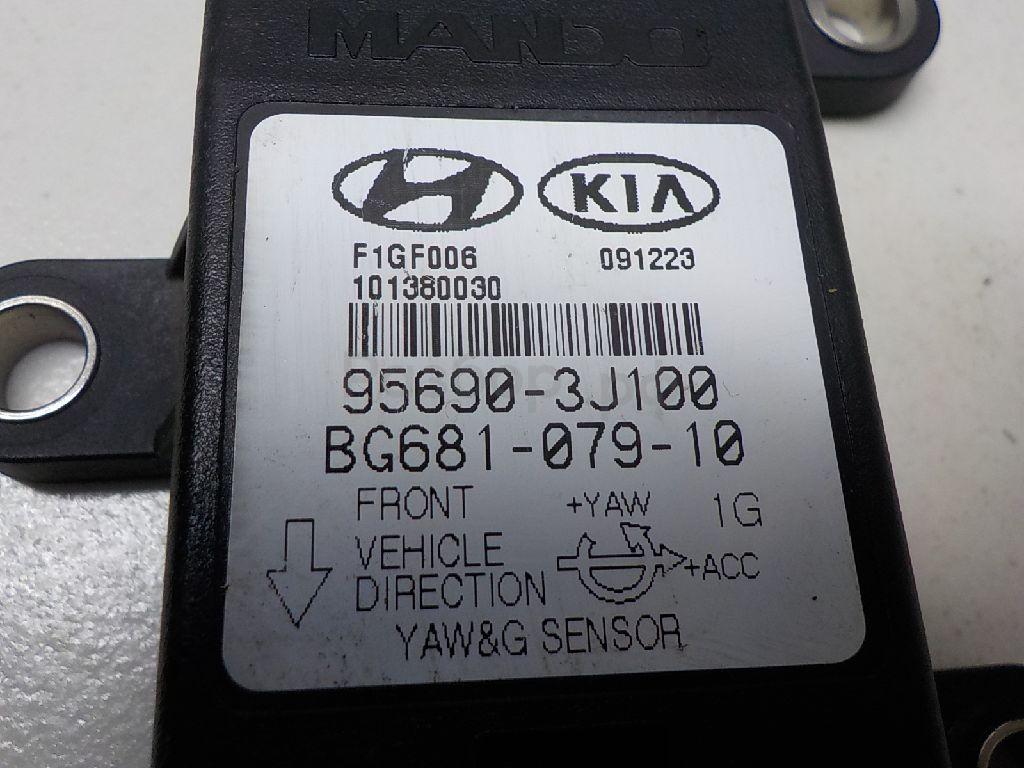 MANDO
KIA
F1GF006 091223
101380030
95690-3J100
BG681-079-10
FRONT +YAW 1G
VEHICLE
DIRECTION +ACC
YAW&G SENSOR